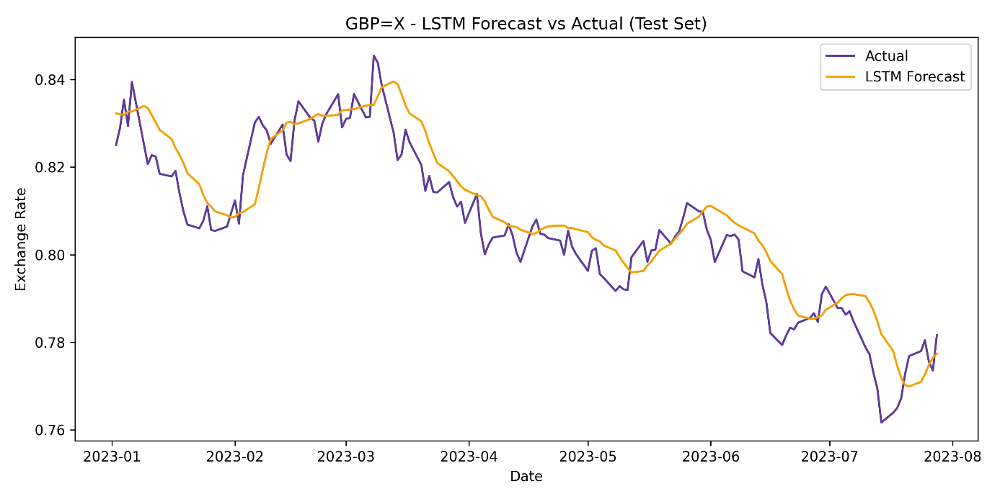 GBP=X - LSTM Forecast vs Actual (Test Set)
Actual
LSTM Forecast
Exchange Rate
0.84
0.82
0.80
0.78
0.76
2023-01 2023-02 2023-03 2023-04 2023-05 2023-06 2023-07 2023-08
Date